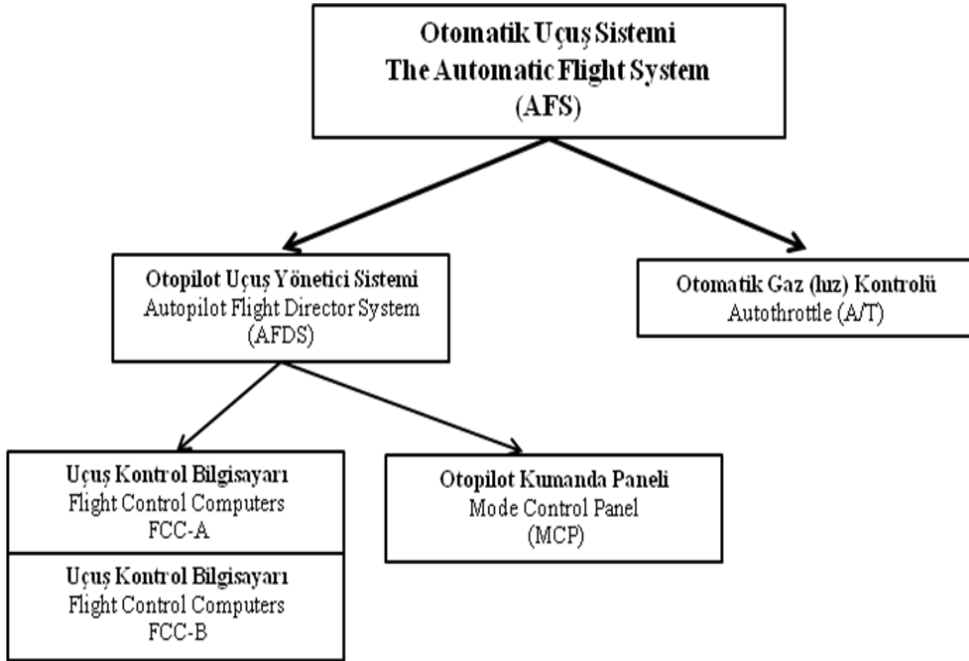 Otomatik Uçuş Sistemi
The Automatic Flight System
(AFS)
Otopilot Uçuş Yönetici Sistemi
Autopilot Flight Director System
(AFDS)
Otomatik Gaz (hız) Kontrolü
Autothrottle (A/T)
Uçuş Kontrol Bilgisayarı
Flight Control Computers
FCC-A
Otopilot Kumanda Paneli
Mode Control Panel
(MCP)
Uçuş Kontrol Bilgisayarı
Flight Control Computers
FCC-B